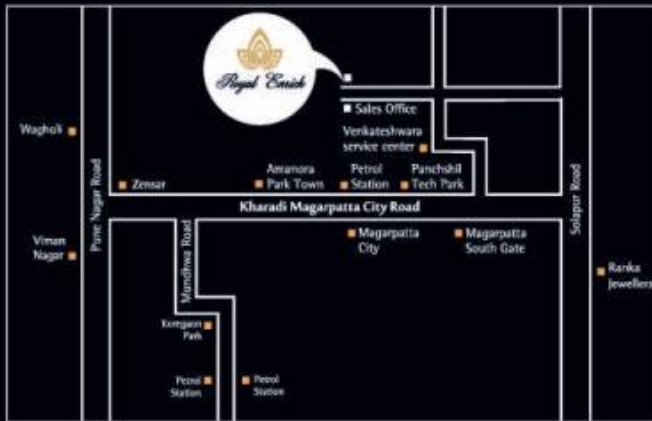 Royal Enrich
Sales Office
Wagholi
Venkateshwara
service center
Pune Nagar Road
Zensar
Amanora
Park Town
Petrol
Station
Panchshil
Tech Park
Kharadi Magarpatta City Road
Solapur Road
Viman
Nagar
Mundhwa Road
Magarpatta
City
Magarpatta
South Gate
Ranka
Jewellers
Koregaon
Park
Petrol
Station
Petrol
Station